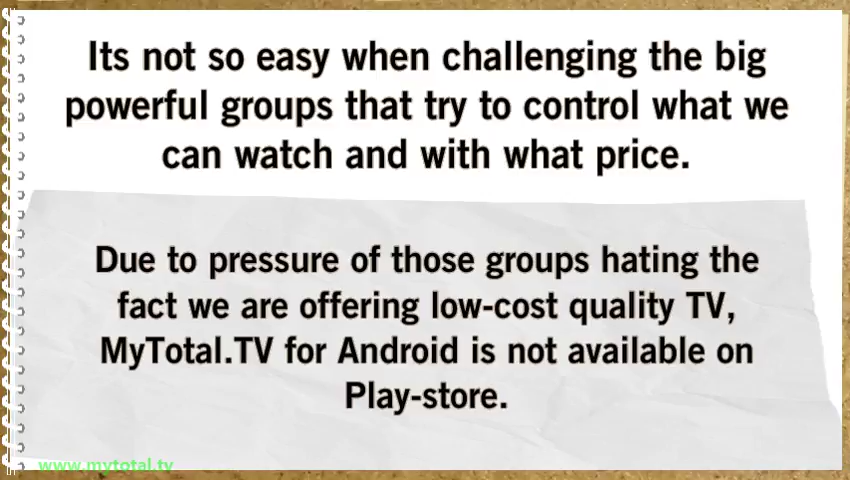 Its not so easy when challenging the big
powerful groups that try to control what we
can watch and with what price.
Due to pressure of those groups hating the
fact we are offering low-cost quality TV,
MyTotal.TV for Android is not available on
Play-store.
www.mytotal.tv